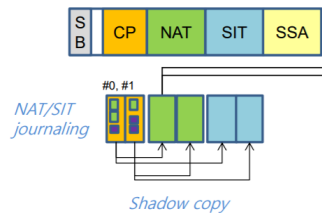 S
B
CP
NAT
SIT
SSA
#0, #1
NAT/SIT
journaling
Shadow copy